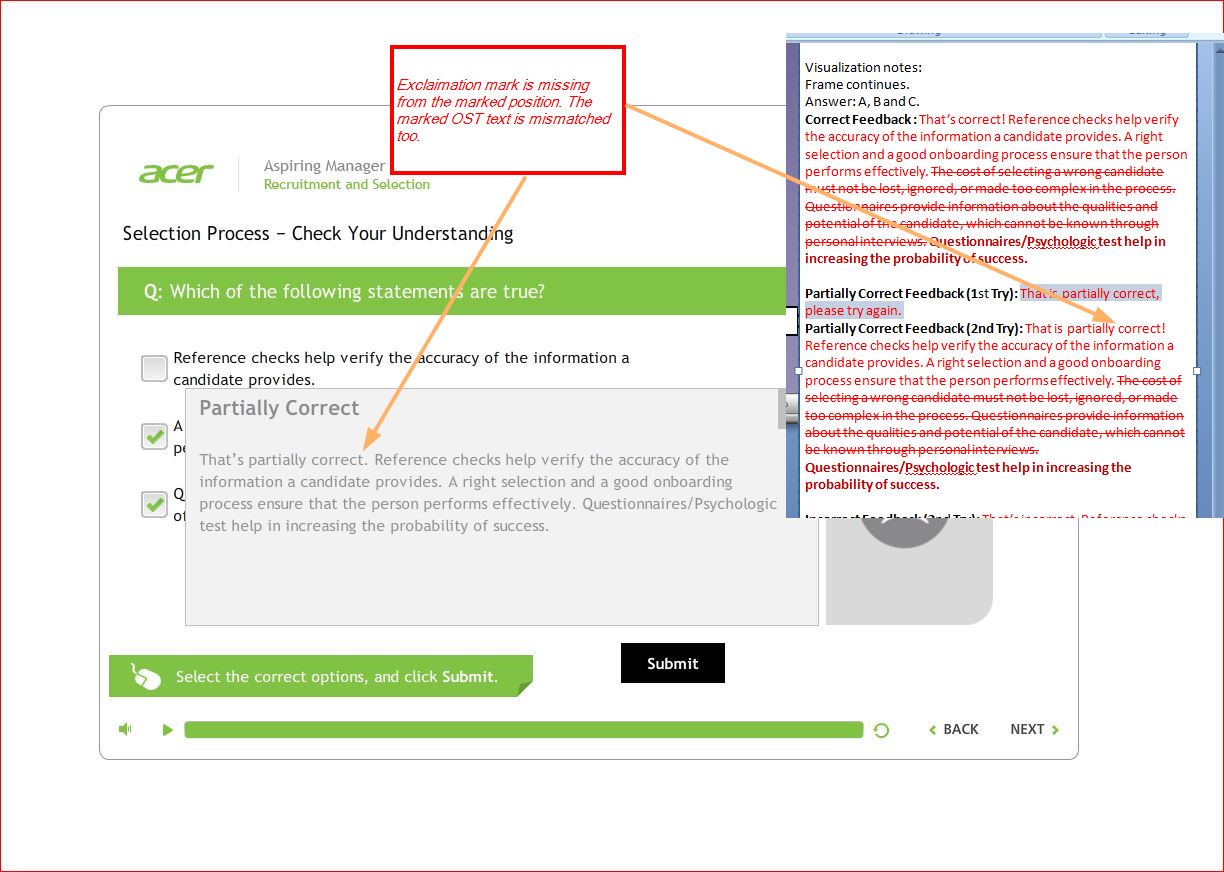 Exclaimation mark is missing
from the marked position. The
marked OST text is mismatched
too.
acer
Aspiring Manager
Recruitment and Selection
Selection Process – Check Your Understanding
Q: Which of the following statements are true?
Reference checks help verify the accuracy of the information a
candidate provides.
A
pe
Q
of
Partially Correct
That’s partially correct. Reference checks help verify the accuracy of the
information a candidate provides. A right selection and a good onboarding
process ensure that the person performs effectively. Questionnaires/Psychologic
test help in increasing the probability of success.
Submit
Select the correct options, and click Submit.
BACK
NEXT
Visualization notes:
Frame continues.
Answer: A, B and C.
Correct Feedback : That’s correct! Reference checks help verify
the accuracy of the information a candidate provides. A right
selection and a good onboarding process ensure that the person
performs effectively. The cost of selecting a wrong candidate
must not be lost, ignored, or made too complex in the process.
Questionnaires provide information about the qualities and
potential of the candidate, which cannot be known through
personal interviews. Questionnaires/Psychologic test help in
increasing the probability of success.
Partially Correct Feedback (1st Try): That is partially correct,
please try again.
Partially Correct Feedback (2nd Try): That is partially correct!
Reference checks help verify the accuracy of the information a
candidate provides. A right selection and a good onboarding
process ensure that the person performs effectively. The cost of
selecting a wrong candidate must not be lost, ignored, or made
too complex in the process. Questionnaires provide information
about the qualities and potential of the candidate, which cannot
be known through personal interviews.
Questionnaires/Psychologic test help in increasing the
probability of success.
Incorrect Feedback (2nd Try): That’s incorrect. Reference checks